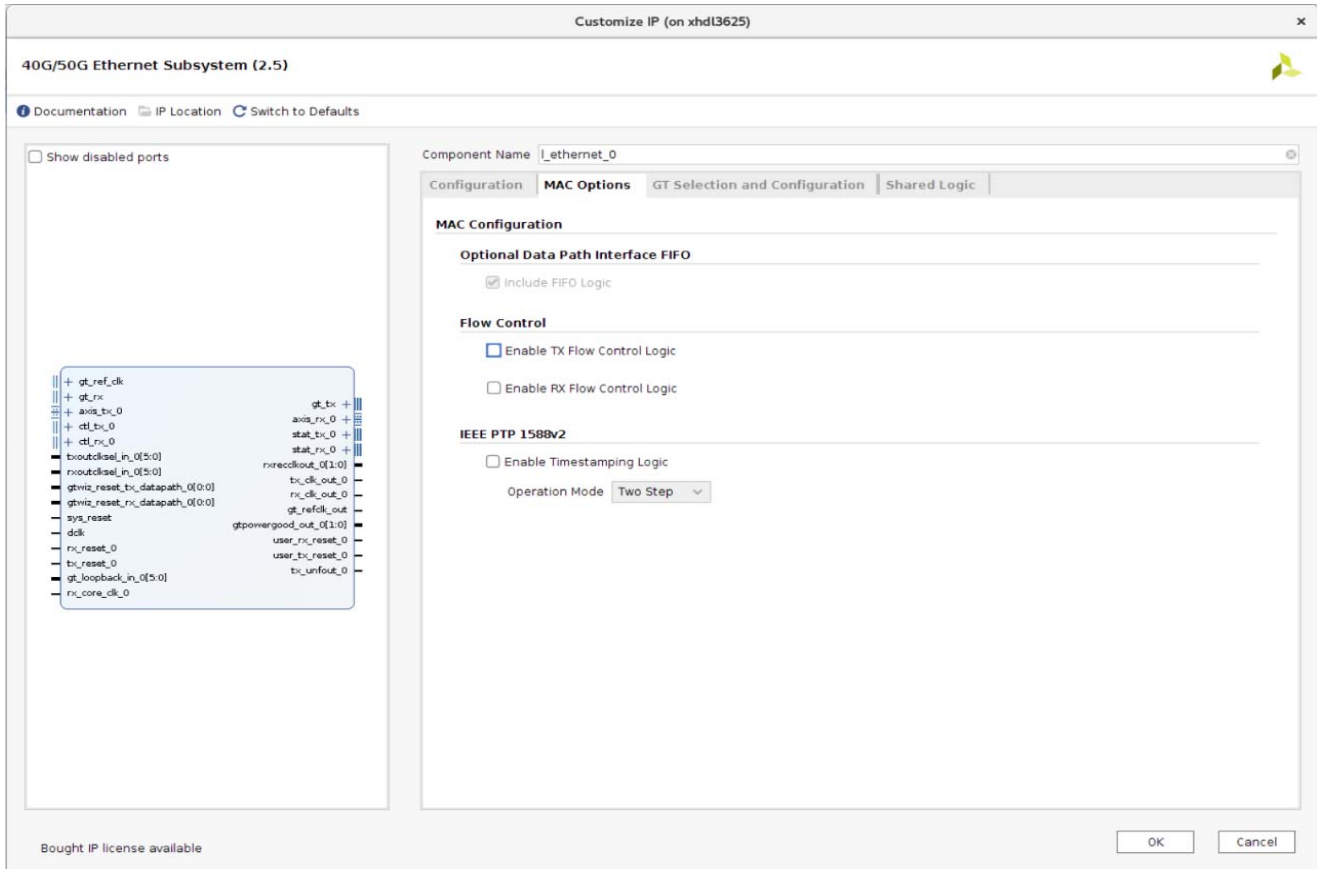 Customize IP (on xhdl3625)
40G/50G Ethernet Subsystem (2.5)
Documentation IP Location Switch to Defaults
Show disabled ports
+ gt_ref_clk
+ gt_rx
+ axis_tx_0
+ ctl_tx_0
+ ctl_rx_0
txoutclksel_in_0[5:0]
rxoutclksel_in_0[5:0]
gtwiz_reset_tx_datapath_0[0:0]
gtwiz_reset_rx_datapath_0[0:0]
sys_reset
dclk
rx_reset_0
tx_reset_0
gt_loopback_in_0[5:0]
rx_core_clk_0
gt_tx +
axis_rx_0 +
stat_tx_0 +
stat_rx_0 +
rxrecclkout_0[1:0]
tx_clk_out_0
rx_clk_out_0
gt_refclk_out
gtpowergood_out_0[1:0]
user_rx_reset_0
user_tx_reset_0
tx_unfout_0
Component Name l_ethernet_0
Configuration MAC Options GT Selection and Configuration Shared Logic
MAC Configuration
Optional Data Path Interface FIFO
Include FIFO Logic
Flow Control
Enable TX Flow Control Logic
Enable RX Flow Control Logic
IEEE PTP 1588v2
Enable Timestamping Logic
Operation Mode Two Step
Bought IP license available
OK Cancel